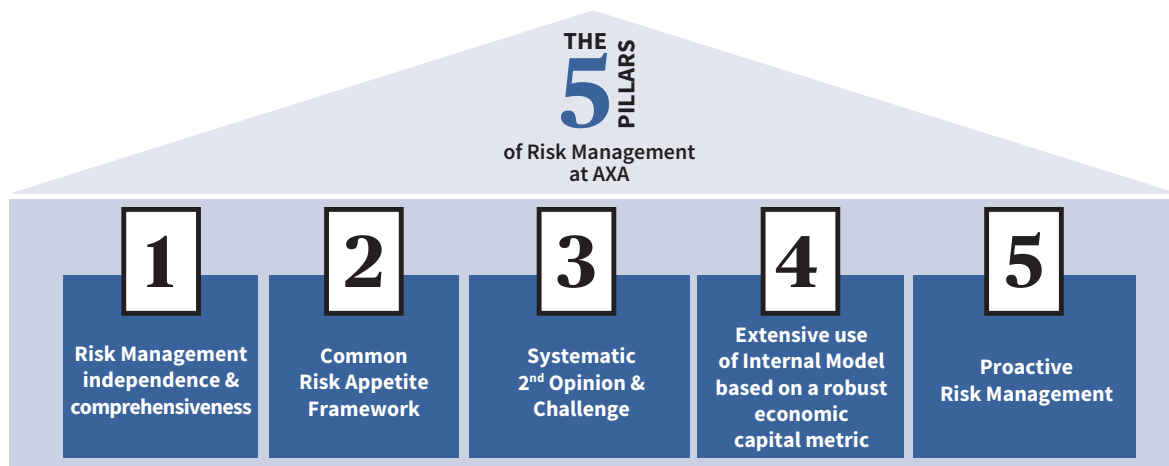 THE
5
PILLARS
of Risk Management
at AXA
1
Risk Management
independence &
comprehensiveness
2
Common
Risk Appetite
Framework
3
Systematic
2nd Opinion &
Challenge
4
Extensive use
of Internal Model
based on a robust
economic
capital metric
5
Proactive
Risk Management